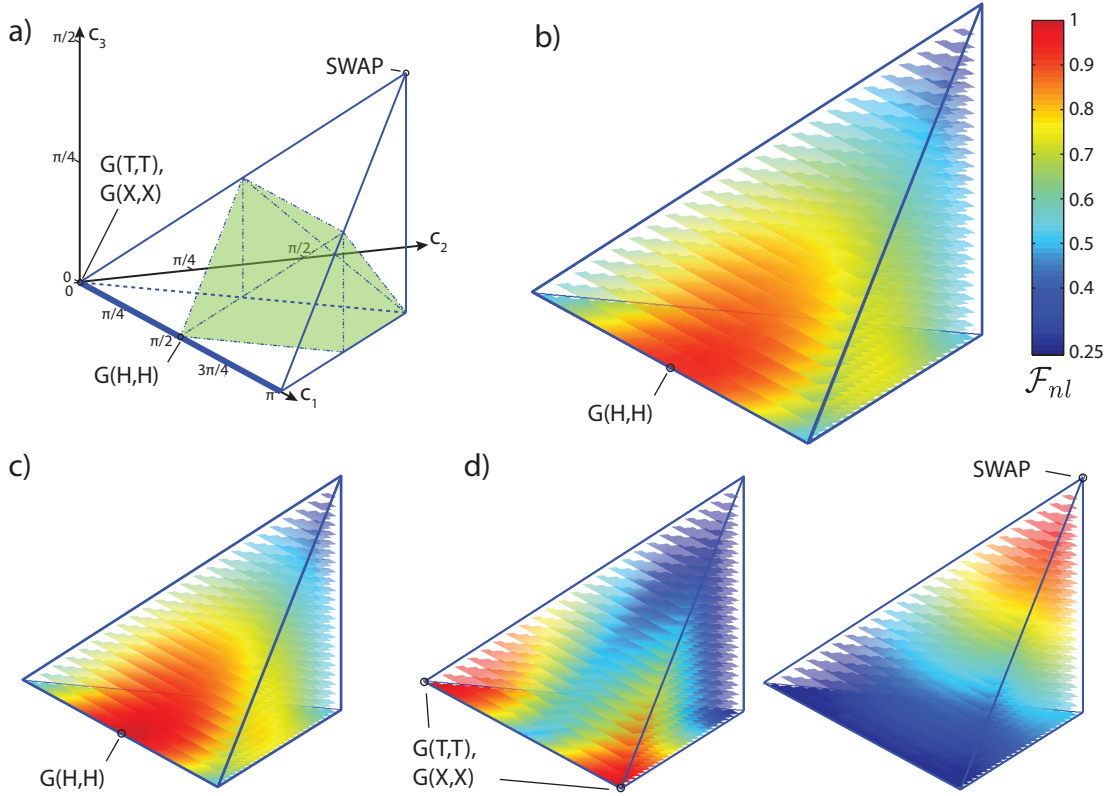 a)
π/2
c3
SWAP
π/4
G(T,T),
G(X,X)
0
0
π/4
π/2
c2
π/4
π/2
G(H,H)
3π/4
π
c1
b)
G(H,H)
1
0.9
0.8
0.7
0.6
0.5
0.4
0.25
Fnl
c)
G(H,H)
d)
G(T,T),
G(X,X)
SWAP